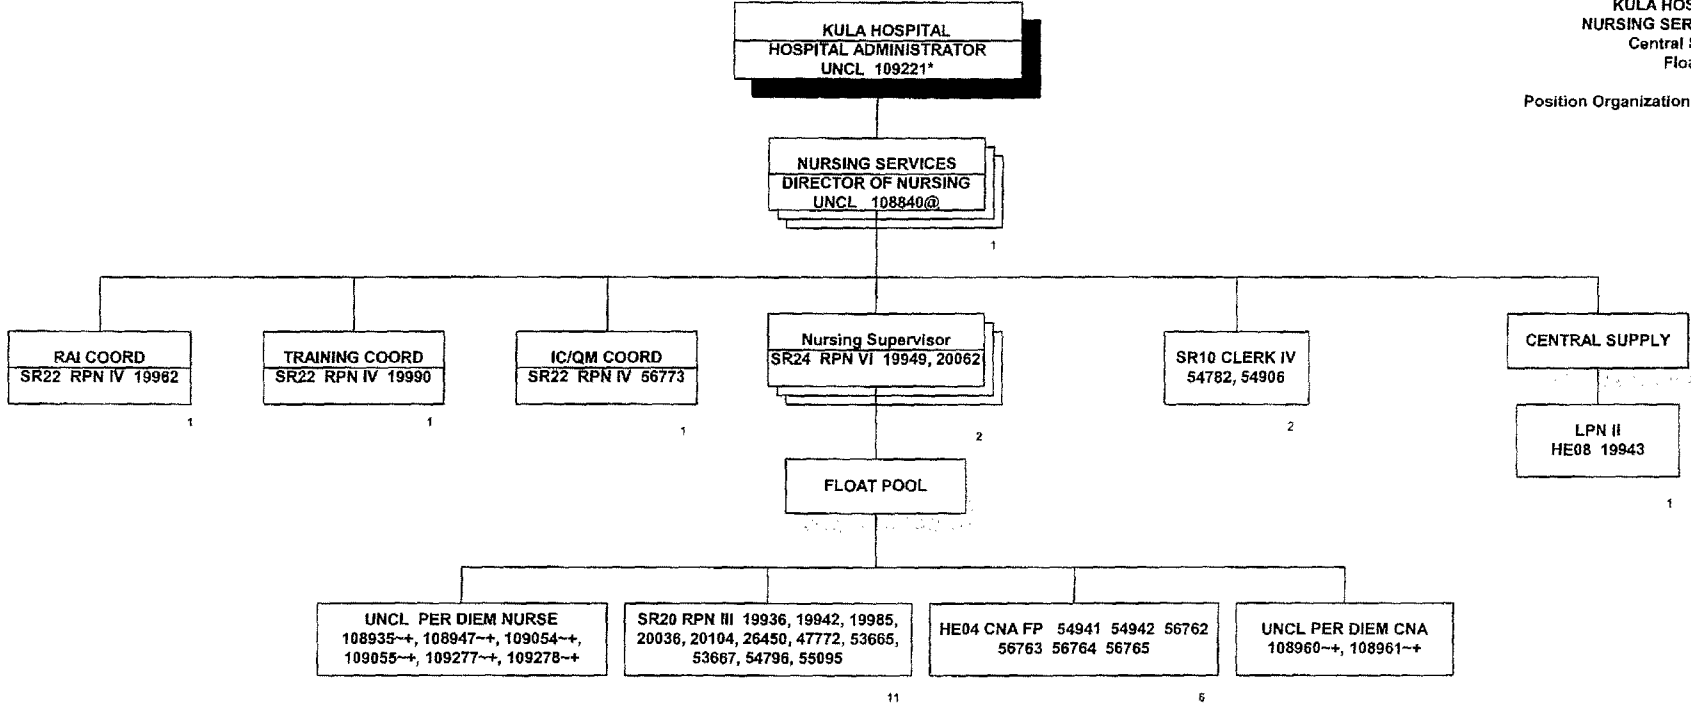 KULA HOS
NURSING SER
Central
Floa
Position Organization
KULA HOSPITAL
HOSPITAL ADMINISTRATOR
UNCL 109221*
NURSING SERVICES
DIRECTOR OF NURSING
UNCL 108840@
1
RAI COORD
SR22 RPN IV 19962
1
TRAINING COORD
SR22 RPN IV 19990
1
IC/QM COORD
SR22 RPN IV 56773
1
Nursing Supervisor
SR24 RPN VI 19949, 20062
2
SR10 CLERK IV
54782, 54906
2
CENTRAL SUPPLY
LPN II
HE08 19943
1
FLOAT POOL
UNCL PER DIEM NURSE
108935~+, 108947~+, 109054~+,
109055~+, 109277~+, 109278~+
SR20 RPN III 19936, 19942, 19985,
20036, 20104, 26450, 47772, 53665,
53667, 54796, 55095
11
HE04 CNA FP 54941 54942 56762
56763 56764 56765
6
UNCL PER DIEM CNA
108960~+, 108961~+